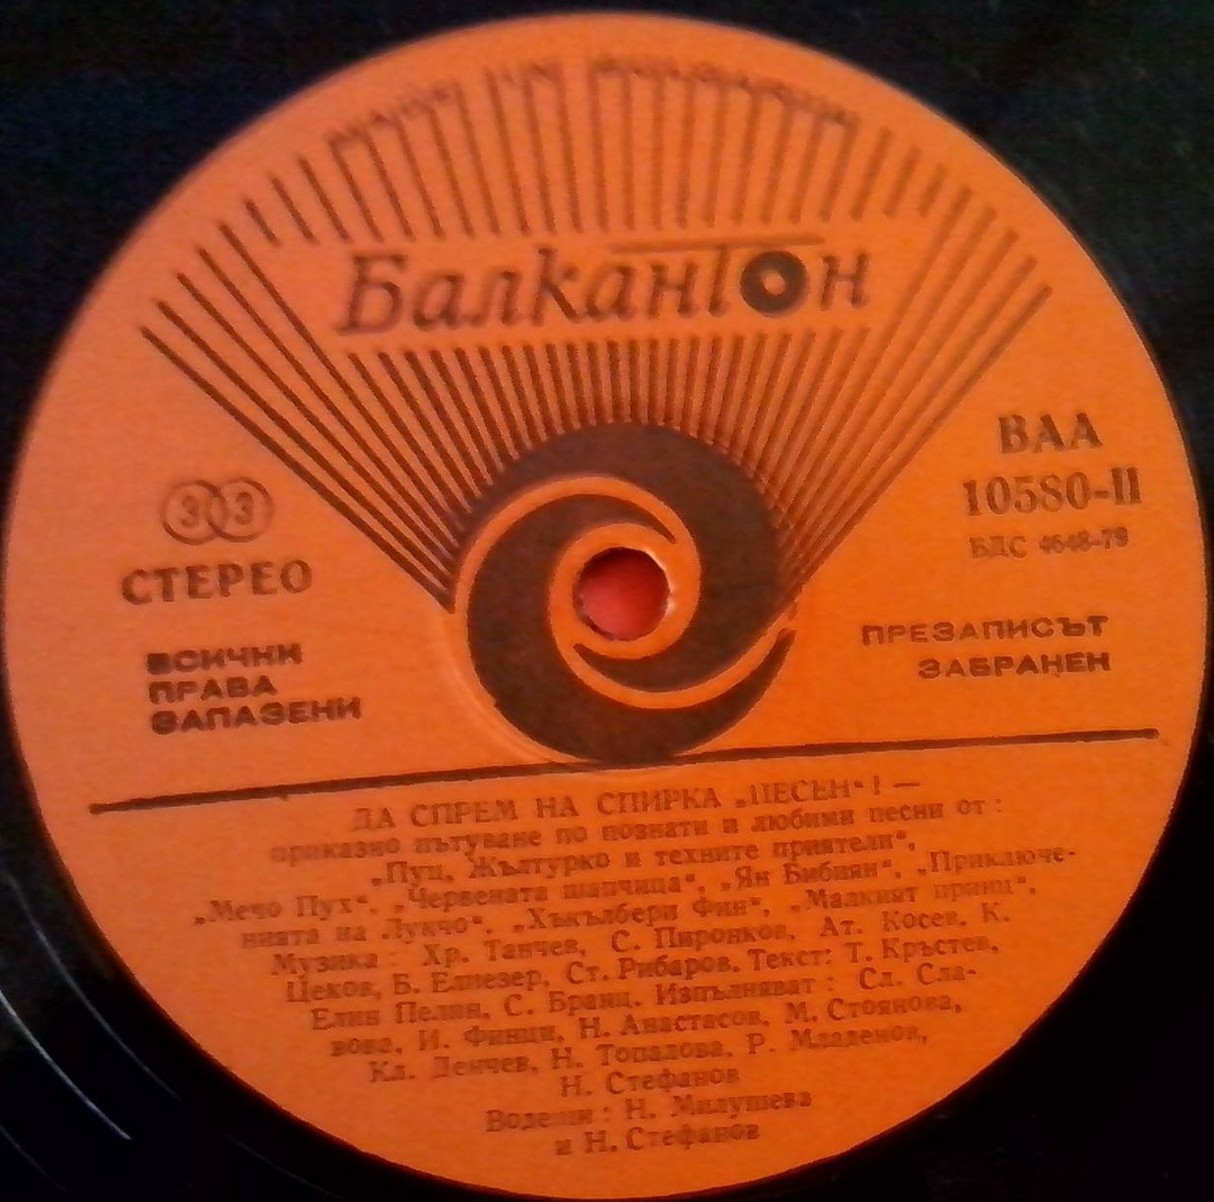 Балкантон
ВАА
10580-II
БДС 4648-78
33
СТЕРЕО
ВСИЧКИ
ПРАВА
ЗАПАЗЕНИ
ПРЕЗАПИСЪТ
ЗАБРАНЕН
ДА СПРЕМ НА СПИРКА „ПЕСЕН“! —
приказно пътуване по познати и любими песни от:
„Пуц, Жълтурко и техните приятели“,
„Мечо Пух“, „Червената шапчица“, „Ян Бибиян“, „Приключе-
нията на Лукчо“, „Хъкълбери Фин“, „Малкият принц“.
Музика: Хр. Танчев, С. Пиронков, Ат. Косев, К.
Цеков, Б. Елиезер, Ст. Рибаров. Текст: Т. Кръстев,
Елин Пелин, С. Бранц. Изпълняват: Сл. Сла-
вова, И. Финци, Н. Анастасов, М. Стоянова,
Кл. Денчев, Н. Топалова, Р. Младенов,
Н. Стефанов
Водещи: Н. Милушева
и Н. Стефанов